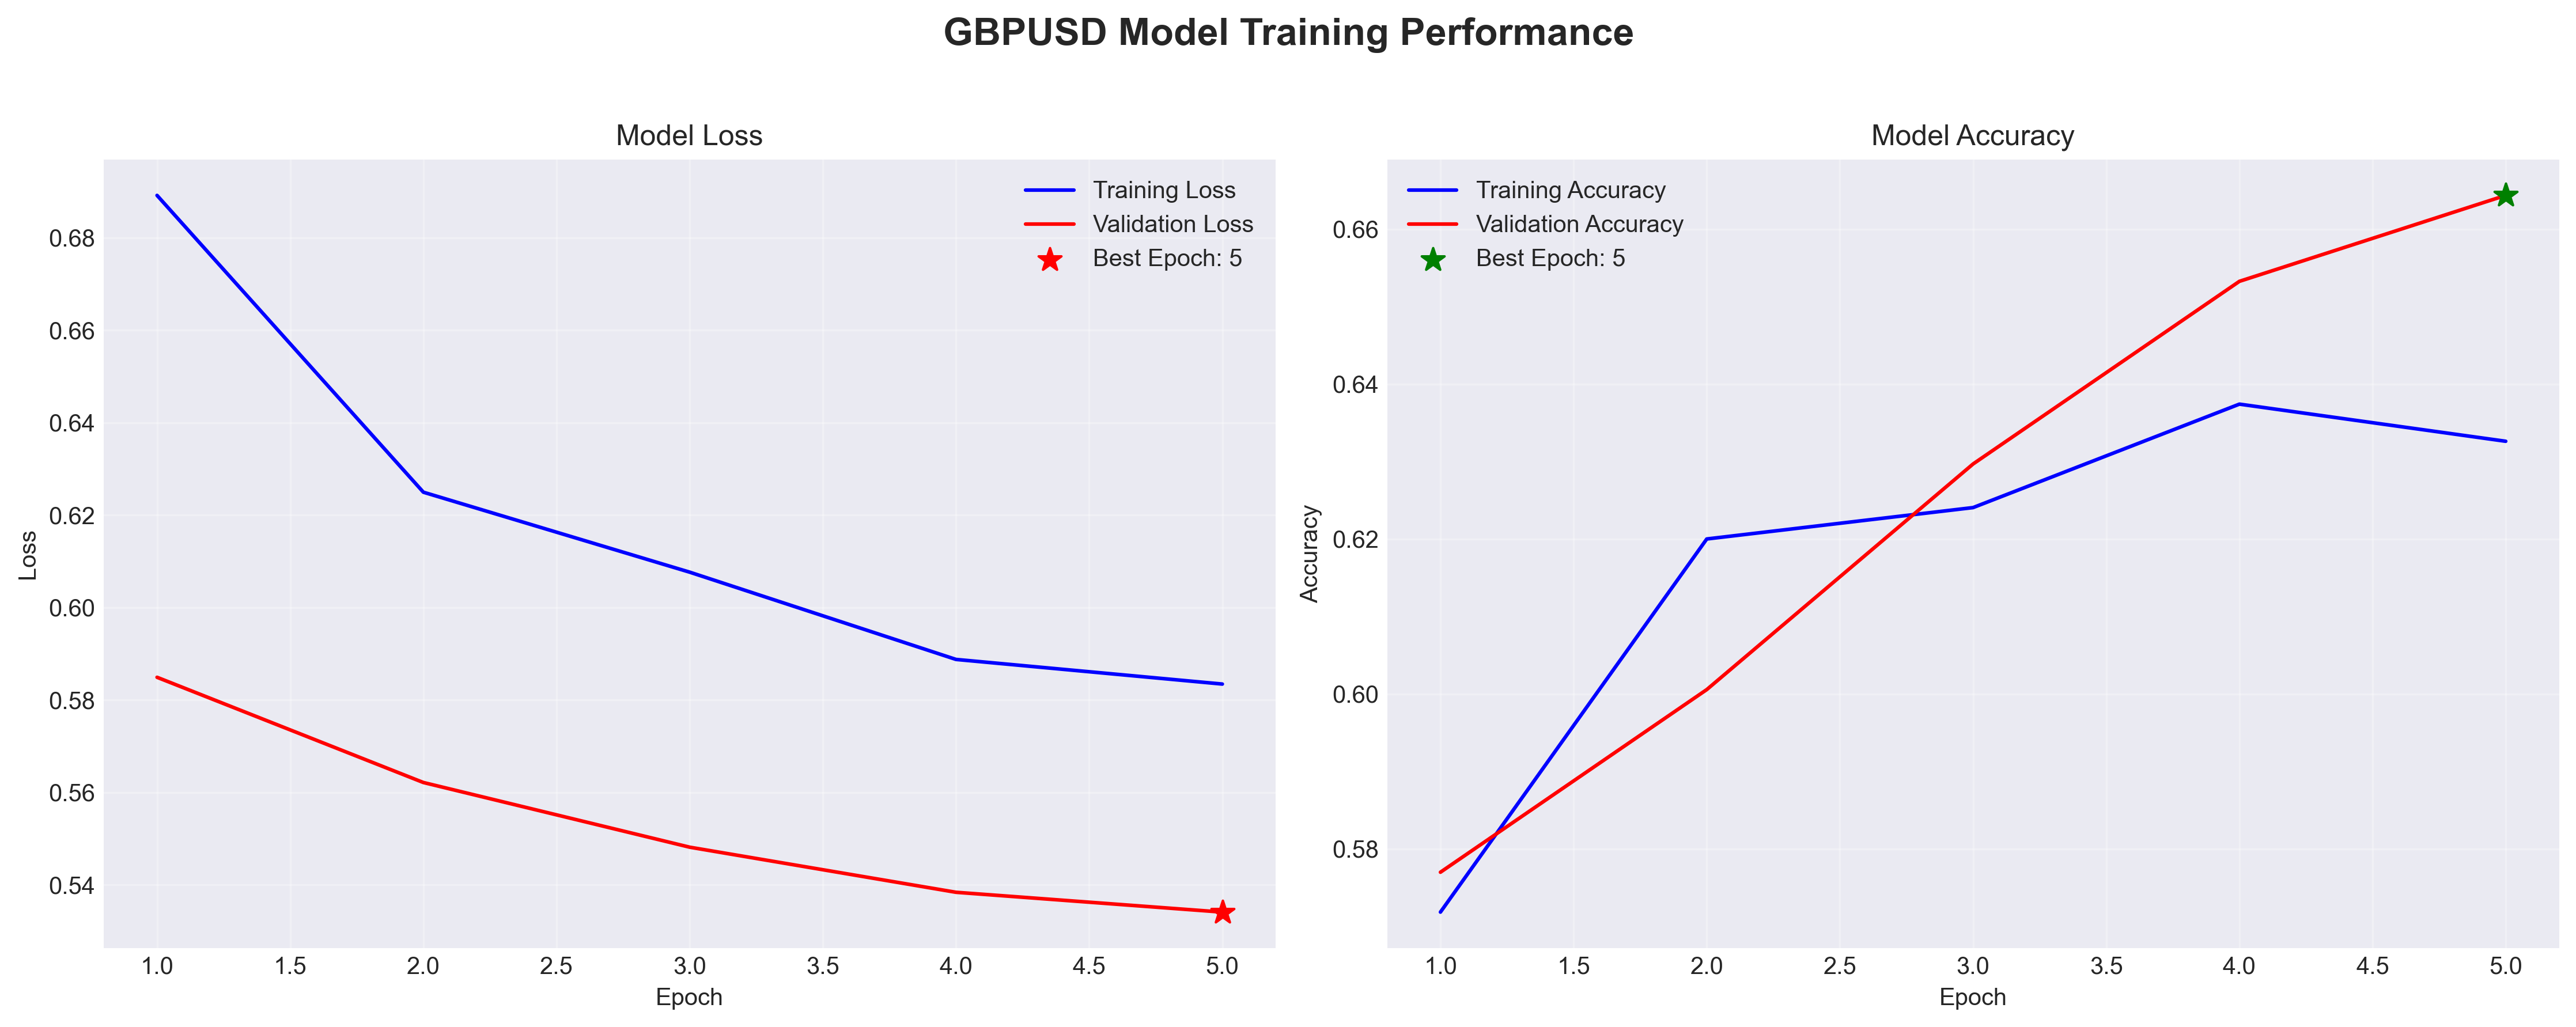 GBPUSD Model Training Performance
Model Loss
Training Loss
Validation Loss
Best Epoch: 5
0.68
0.66
0.64
0.62
0.60
0.58
0.56
0.54
Loss
1.0 1.5 2.0 2.5 3.0 3.5 4.0 4.5 5.0
Epoch
Model Accuracy
Training Accuracy
Validation Accuracy
Best Epoch: 5
0.66
0.64
0.62
0.60
0.58
Accuracy
1.0 1.5 2.0 2.5 3.0 3.5 4.0 4.5 5.0
Epoch